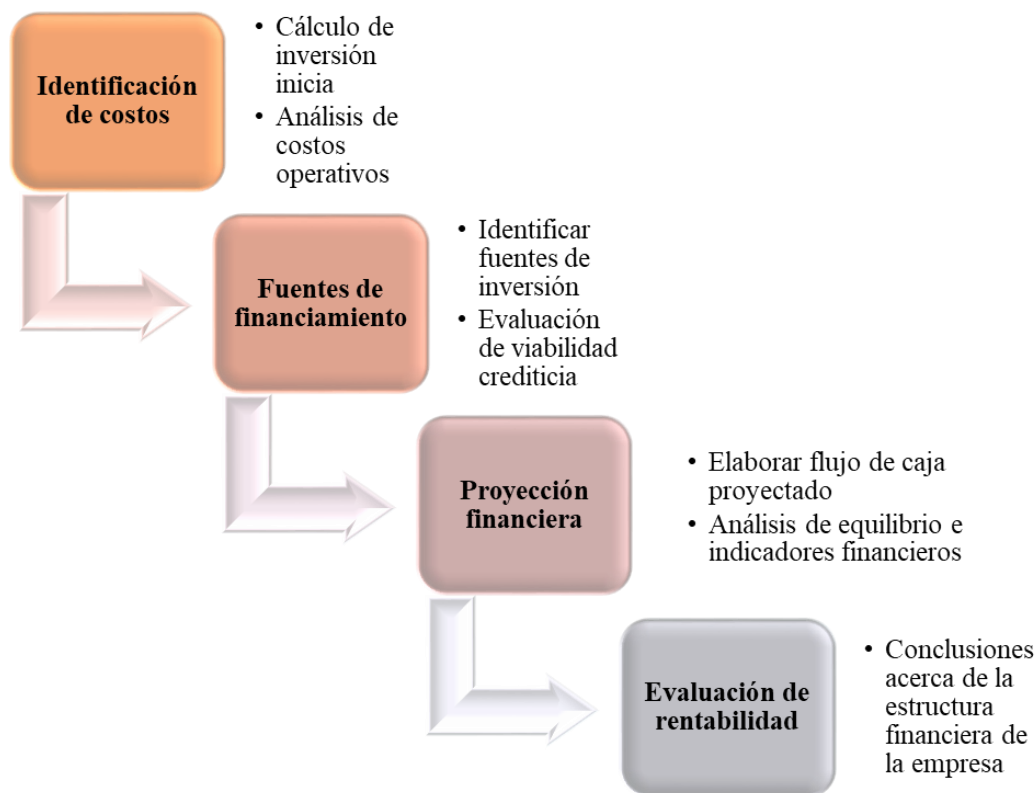 Identificación
de costos
• Cálculo de
inversión
inicia
• Análisis de
costos
operativos
Fuentes de
financiamiento
• Identificar
fuentes de
inversión
• Evaluación
de viabilidad
crediticia
Proyección
financiera
• Elaborar flujo de caja
proyectado
• Análisis de equilibrio e
indicadores financieros
Evaluación de
rentabilidad
• Conclusiones
acerca de la
estructura
financiera de
la empresa